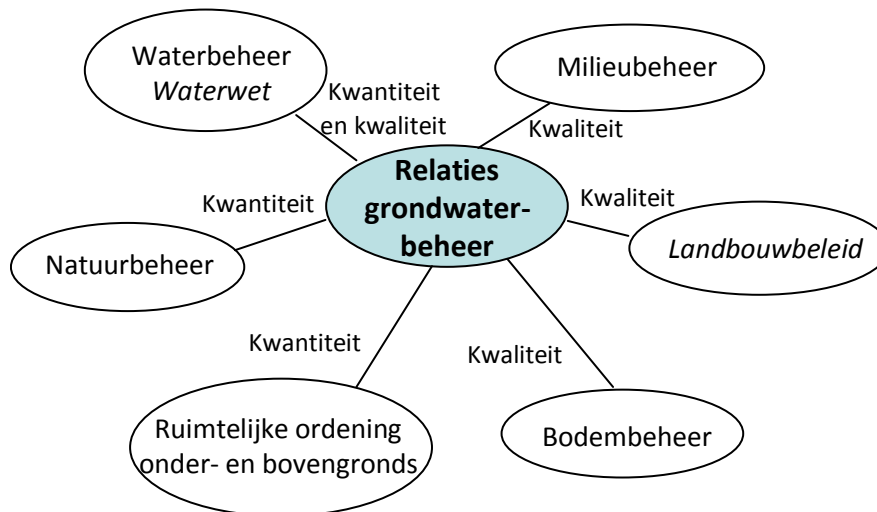 Waterbeheer
Waterwet
Kwantiteit
en kwaliteit
Milieubeheer
Kwaliteit
Relaties
grondwater-
beheer
Kwantiteit
Kwaliteit
Natuurbeheer
Landbouwbeleid
Kwantiteit
Kwaliteit
Ruimtelijke ordening
onder- en bovengronds
Bodembeheer